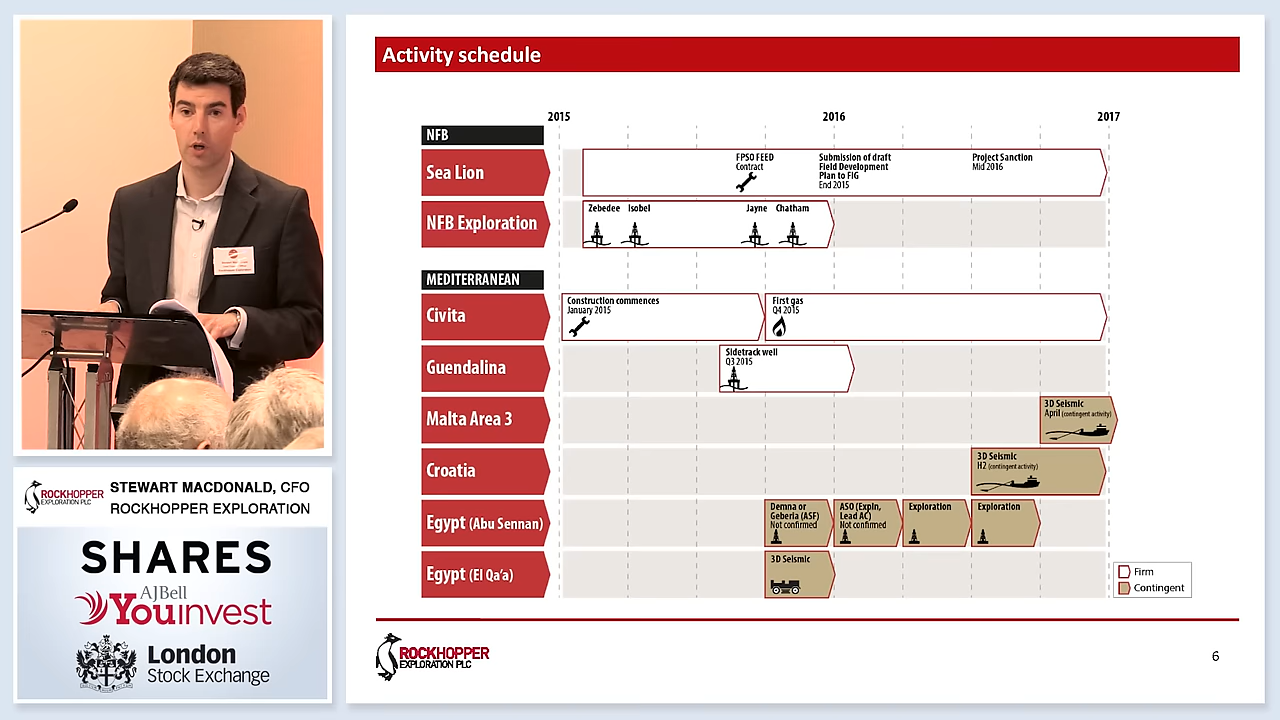 Activity schedule
2015
2016
2017
NFB
Sea Lion
FPSO FEED
Contract
Submission of draft
Field Development
Plan to FIG
End 2015
Project Sanction
Mid 2016
NFB Exploration
Zebedee
Isobel
Jayne
Chatham
MEDITERRANEAN
Civita
Construction commences
January 2015
First gas
Q4 2015
Guendalina
Sidetrack well
Q3 2015
Malta Area 3
3D Seismic
April (contingent activity)
Croatia
3D Seismic
H2 (contingent activity)
Egypt (Abu Sennan)
Demna or
Geberia (ASF)
Not confirmed
ASO (Expln,
Lead AC)
Not confirmed
Exploration
Exploration
Egypt (El Qa'a)
3D Seismic
Firm
Contingent
ROCKHOPPER
EXPLORATION PLC
6
ROCKHOPPER
EXPLORATION PLC
STEWART MACDONALD, CFO
ROCKHOPPER EXPLORATION
SHARES
AJBell
Youinvest
London
Stock Exchange